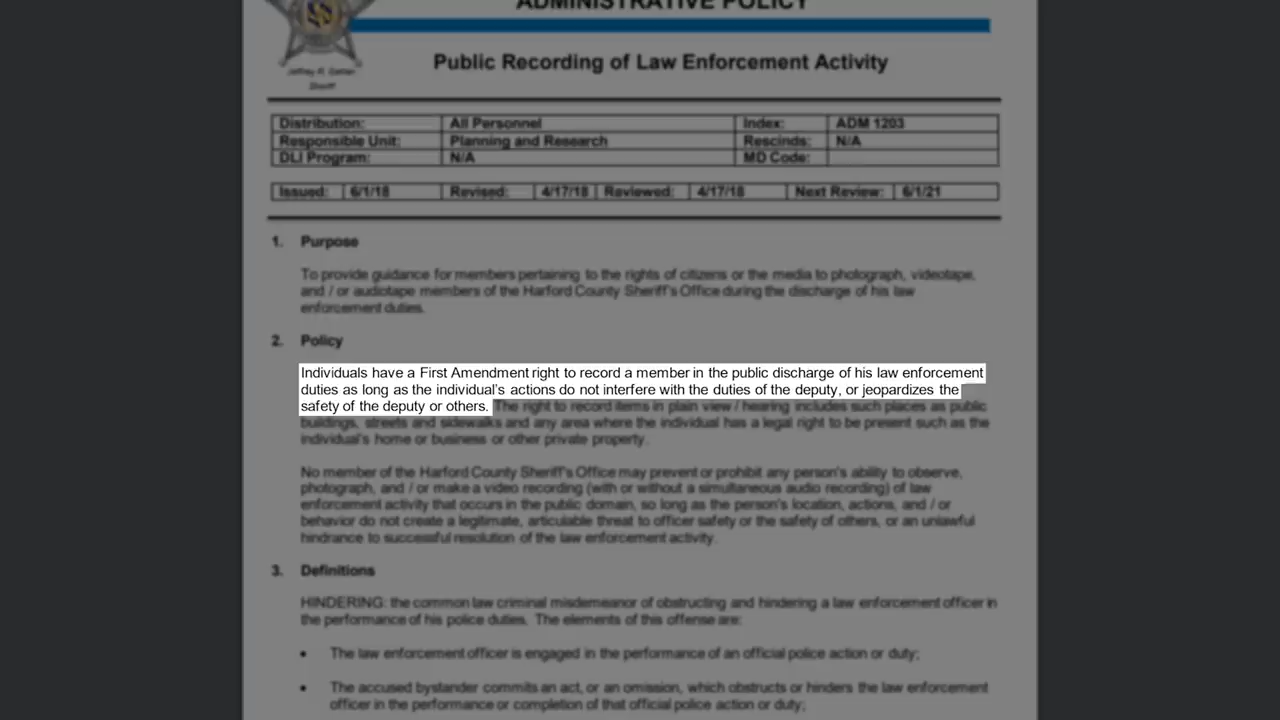 ADMINISTRATIVE POLICY
Jeffrey R. Gahler
Sheriff
Public Recording of Law Enforcement Activity
Distribution: All Personnel Index: ADM 1203
Responsible Unit: Planning and Research Rescinds: N/A
DLI Program: N/A MD Code:
Issued: 6/1/18 Revised: 4/17/18 Reviewed: 4/17/18 Next Review: 6/1/21
1. Purpose
To provide guidance for members pertaining to the rights of citizens or the media to photograph, videotape,
and / or audiotape members of the Harford County Sheriff's Office during the discharge of his law
enforcement duties.
2. Policy
Individuals have a First Amendment right to record a member in the public discharge of his law enforcement
duties as long as the individual's actions do not interfere with the duties of the deputy, or jeopardizes the
safety of the deputy or others. The right to record items in plain view / hearing includes such places as public
buildings, streets and sidewalks and any area where the individual has a legal right to be present such as the
individual's home or business or other private property.
No member of the Harford County Sheriff's Office may prevent or prohibit any person's ability to observe,
photograph, and / or make a video recording (with or without a simultaneous audio recording) of law
enforcement activity that occurs in the public domain, so long as the person's location, actions, and / or
behavior do not create a legitimate, articulable threat to officer safety or the safety of others, or an unlawful
hindrance to successful resolution of the law enforcement activity.
3. Definitions
HINDERING: the common law criminal misdemeanor of obstructing and hindering a law enforcement officer in
the performance of his police duties. The elements of this offense are:
• The law enforcement officer is engaged in the performance of an official police action or duty;
• The accused bystander commits an act, or an omission, which obstructs or hinders the law enforcement
officer in the performance or completion of that official police action or duty;